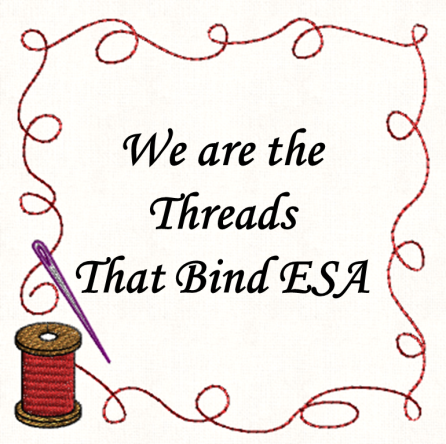 We are the
Threads
That Bind ESA